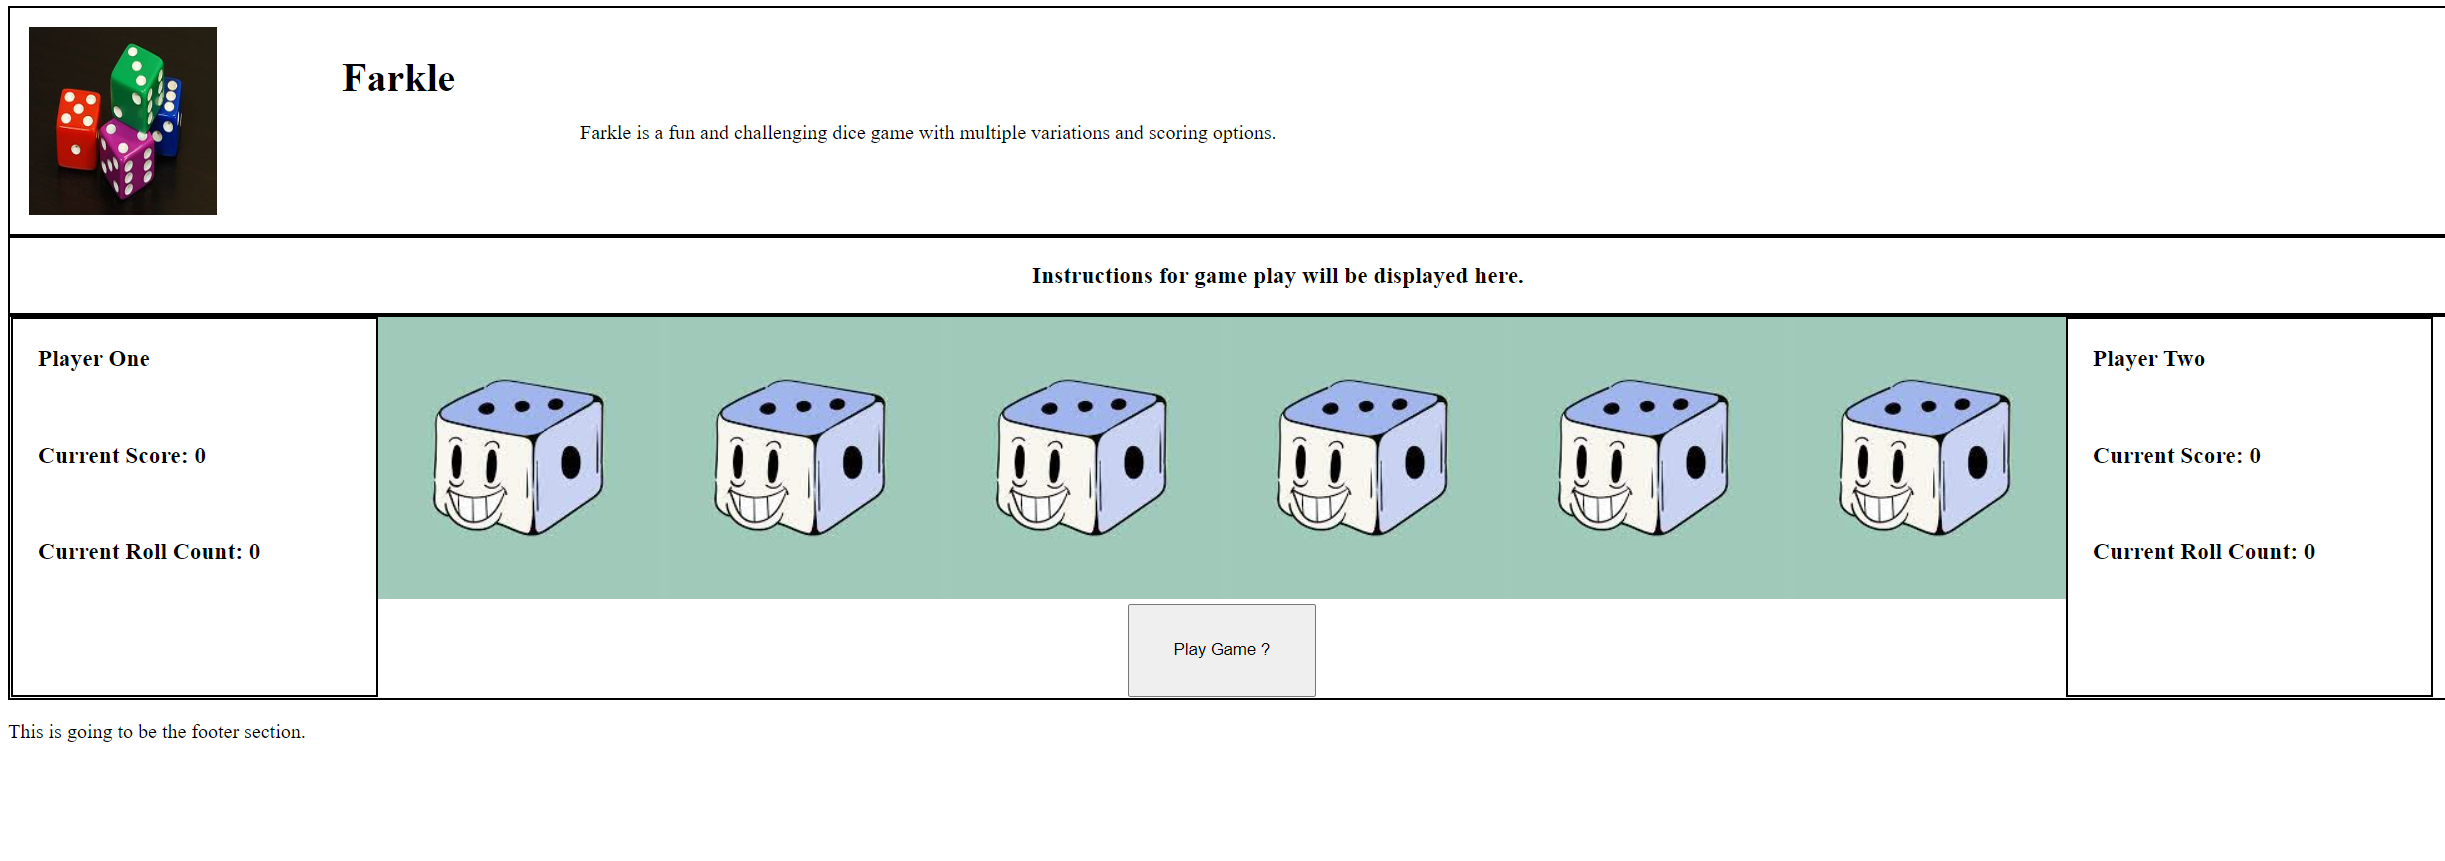 Farkle
Farkle is a fun and challenging dice game with multiple variations and scoring options.
Instructions for game play will be displayed here.
Player One
Current Score: 0
Current Roll Count: 0
Player Two
Current Score: 0
Current Roll Count: 0
Play Game ?
This is going to be the footer section.